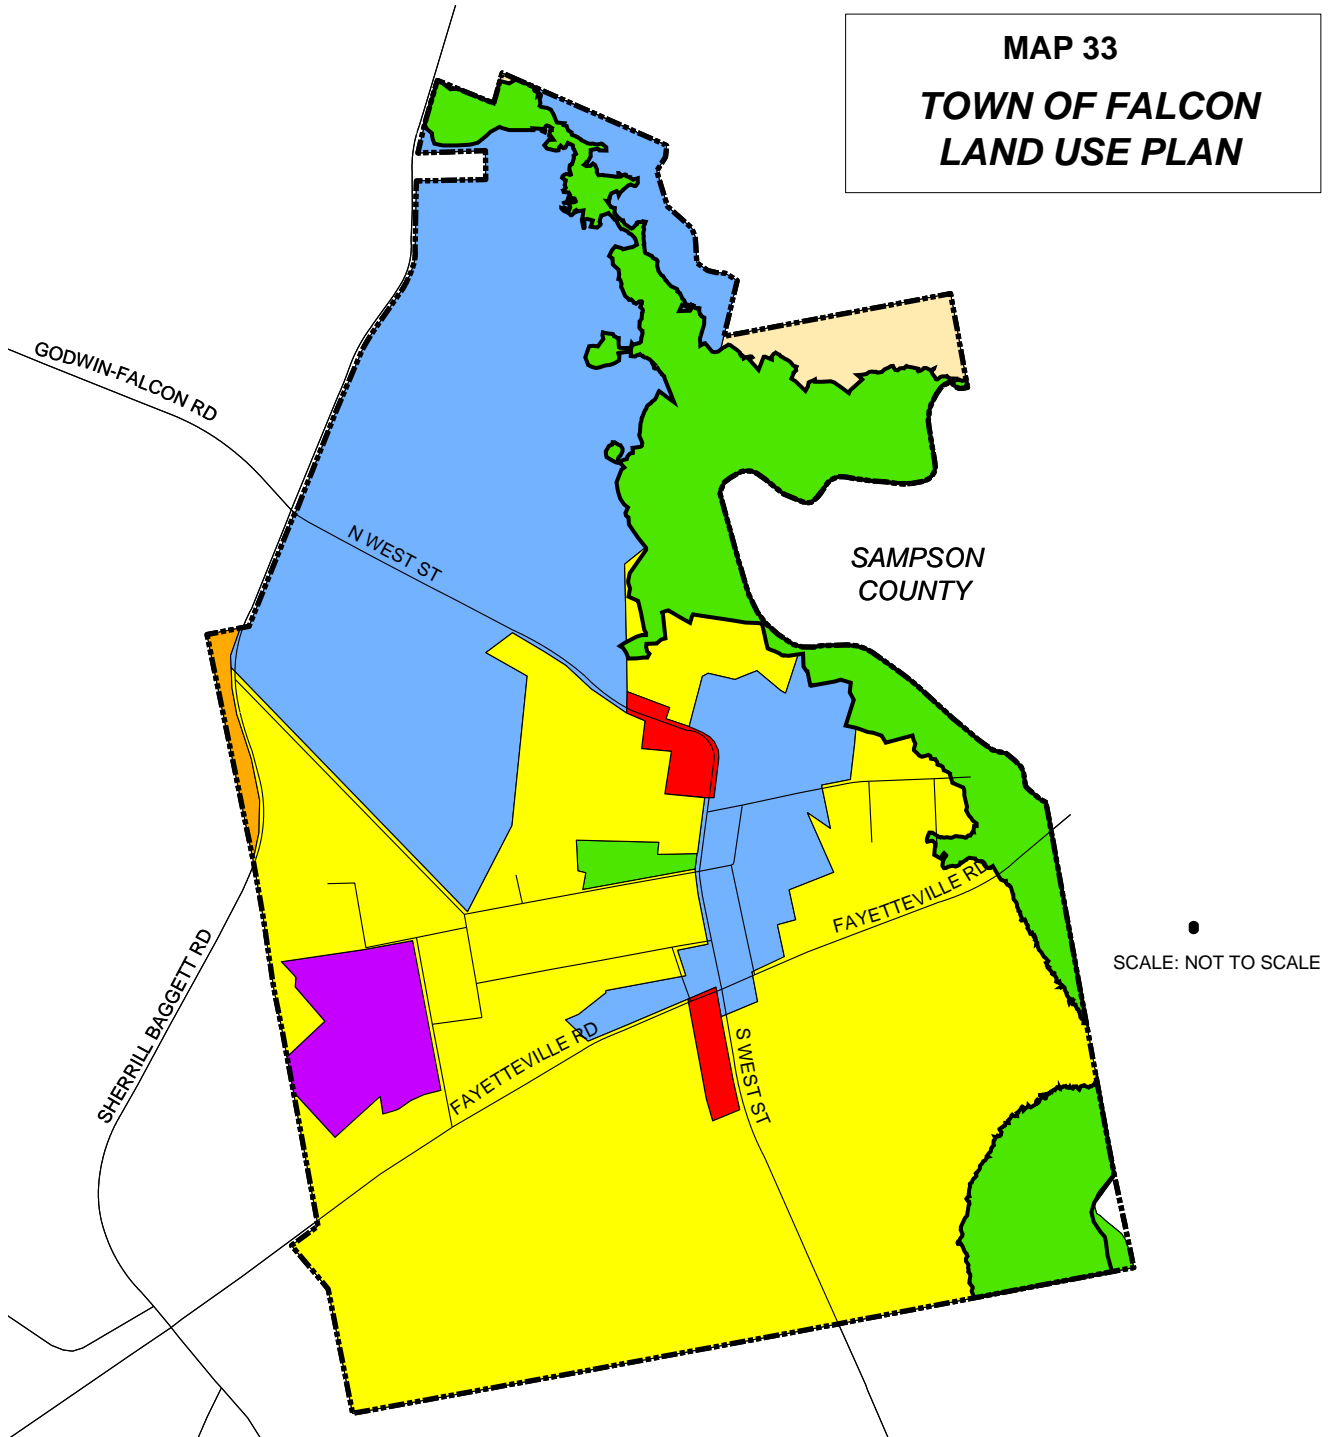 MAP 33
TOWN OF FALCON
LAND USE PLAN
GODWIN-FALCON RD
N WEST ST
SAMPSON
COUNTY
FAYETTEVILLE RD
SCALE: NOT TO SCALE
SHERRILL BAGGETT RD
FAYETTEVILLE RD
S WEST ST